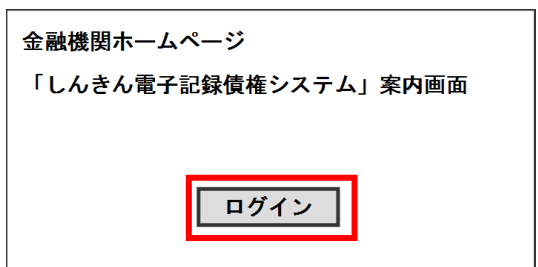 金融機関ホームページ
「しんきん電子記録債権システム」案内画面
ログイン